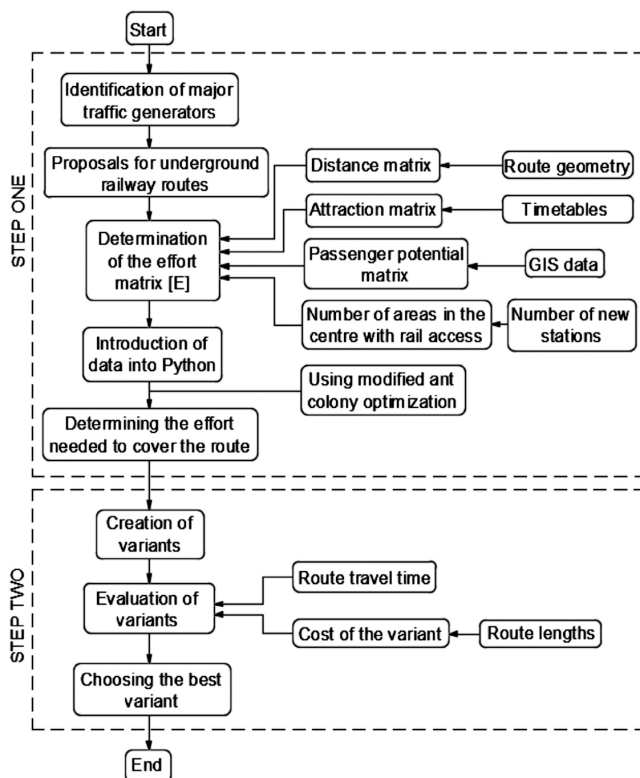 Start
STEP ONE
Identification of major
traffic generators
Proposals for underground
railway routes
Distance matrix
Route geometry
Attraction matrix
Timetables
Determination
of the effort
matrix [E]
Passenger potential
matrix
GIS data
Number of areas in the
centre with rail access
Number of new
stations
Introduction of
data into Python
Using modified ant
colony optimization
Determining the effort
needed to cover the route
STEP TWO
Creation of
variants
Evaluation of
variants
Route travel time
Cost of the variant
Route lengths
Choosing the best
variant
End